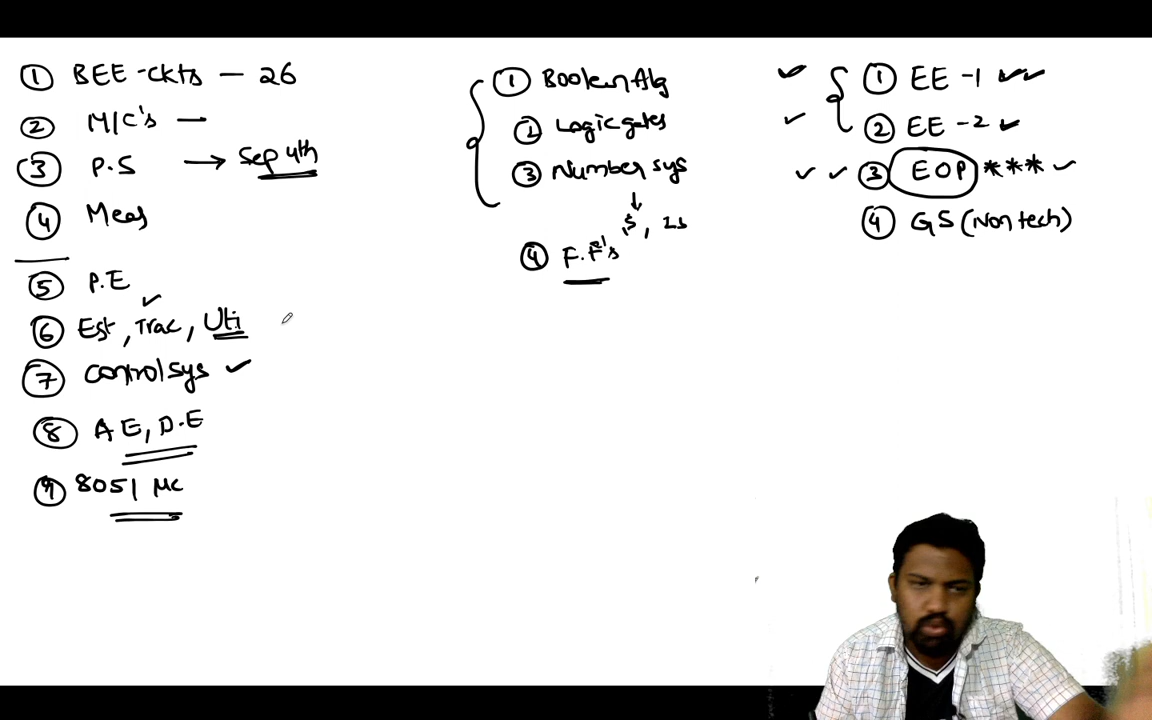 ① BEE - ckts - 26
② M/C's -
③ P.S → Sep 4th
④ Meas
⑤ P.E
⑥ Est, Trac, Uti
⑦ control sys
⑧ A E, D.E
⑨ 8051 μc
① Boolean Alg
② Logic gates
③ Number sys
↓
, 2s
④ F.F's
① EE -1
② EE -2
③ EOP ***
④ GS (Non tech)